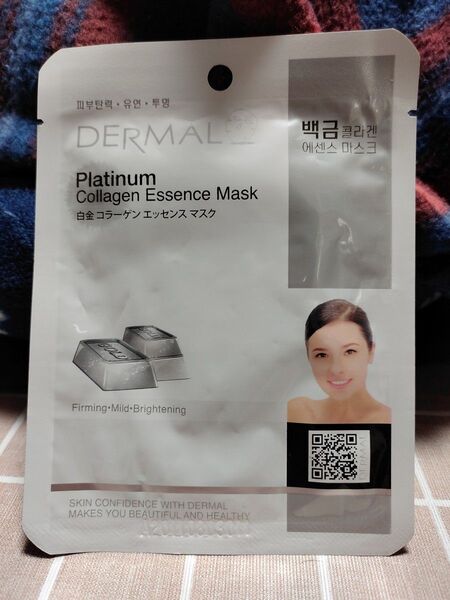 피부탄력・유연・투명
DERMAL
백금 콜라겐
에센스 마스크
Platinum
Collagen Essence Mask
白金 コラーゲン エッセンス マスク
GOLD
Firming・Mild・Brightening
SKIN CONFIDENCE WITH DERMAL
MAKES YOU BEAUTIFUL AND HEALTHY